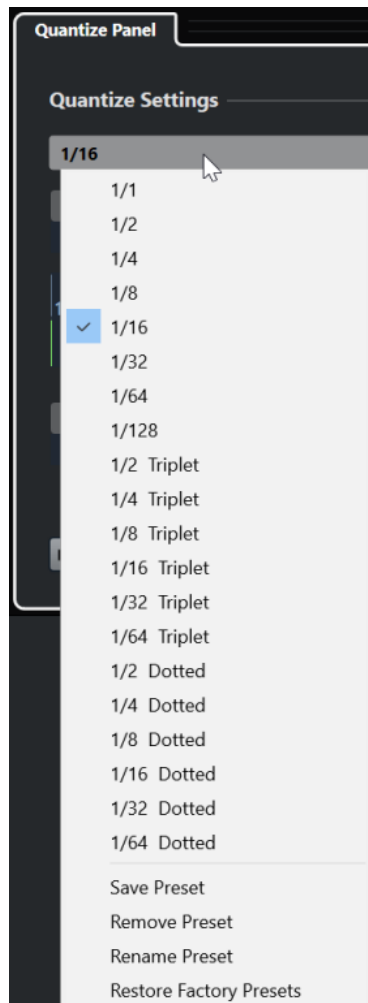 Quantize Panel
Quantize Settings
1/16
1/1
1/2
1/4
1/8
1/16
1/32
1/64
1/128
1/2 Triplet
1/4 Triplet
1/8 Triplet
1/16 Triplet
1/32 Triplet
1/64 Triplet
1/2 Dotted
1/4 Dotted
1/8 Dotted
1/16 Dotted
1/32 Dotted
1/64 Dotted
Save Preset
Remove Preset
Rename Preset
Restore Factory Presets